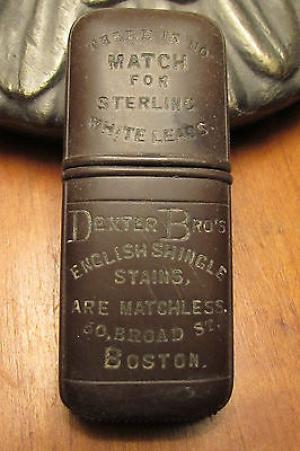 THERE IS NO
MATCH
FOR
STERLING
WHITE LEADS.
DEXTER BRO'S
ENGLISH SHINGLE
STAINS,
ARE MATCHLESS.
50, BROAD ST.
BOSTON.